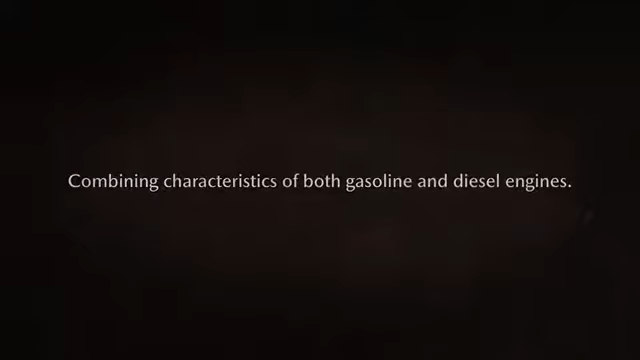 Combining characteristics of both gasoline and diesel engines.